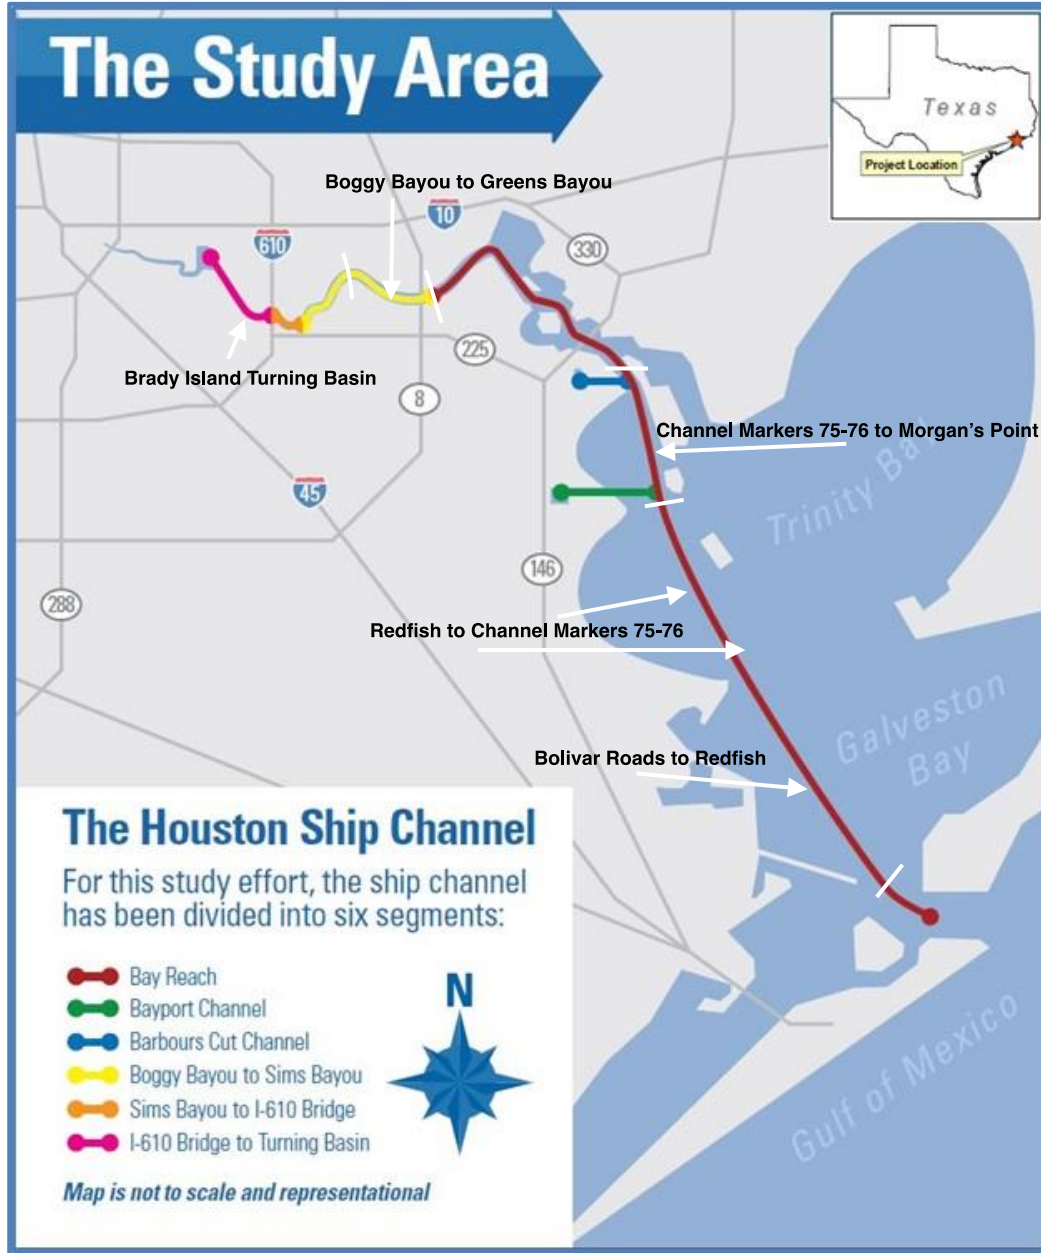 The Study Area
Texas
Project Location
Boggy Bayou to Greens Bayou
10
610
330
225
Brady Island Turning Basin
8
Channel Markers 75-76 to Morgan's Point
45
Trinity Bay
146
288
Redfish to Channel Markers 75-76
Galveston
Bay
Bolivar Roads to Redfish
The Houston Ship Channel
For this study effort, the ship channel
has been divided into six segments:
Bay Reach
Bayport Channel
Barbours Cut Channel
Boggy Bayou to Sims Bayou
Sims Bayou to I-610 Bridge
I-610 Bridge to Turning Basin
N
Gulf of Mexico
Map is not to scale and representational